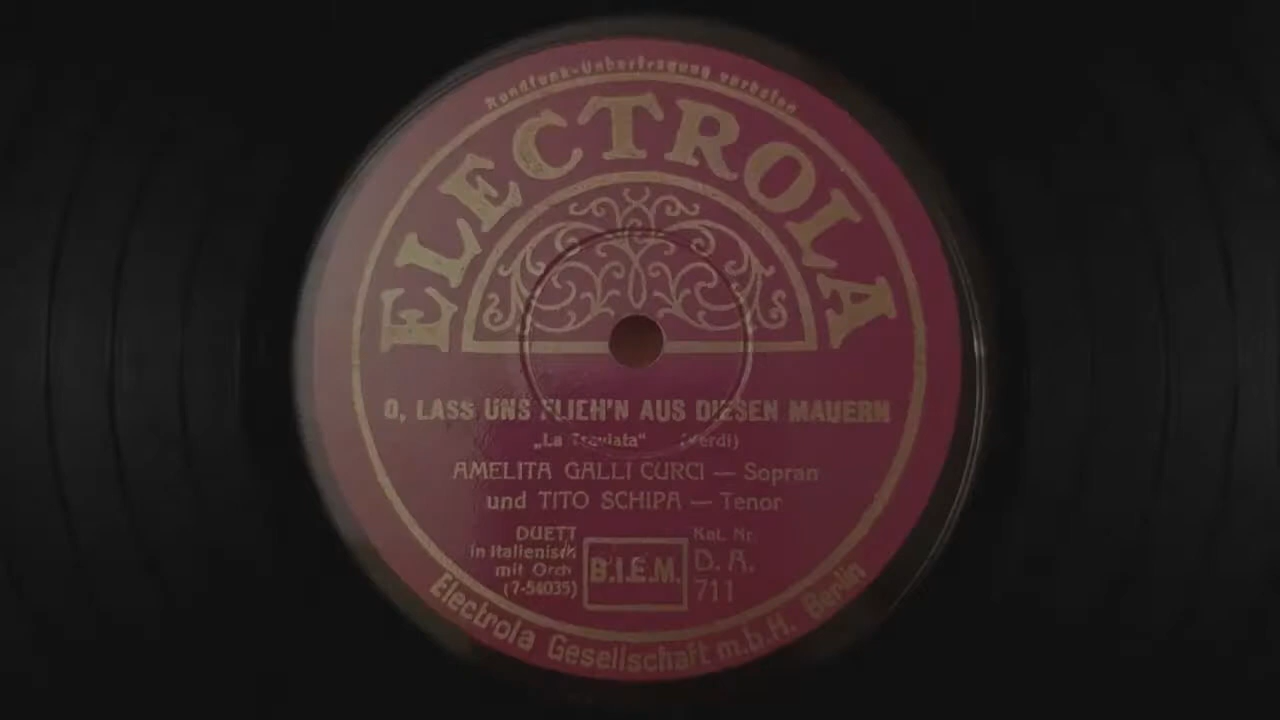 Rundfunk-Uebertragung verboten
ELECTROLA
O, LASS UNS FLIEH'N AUS DIESEN MAUERN
„La Traviata“ (Verdi)
AMELITA GALLI CURCI — Sopran
und TITO SCHIPA — Tenor
DUETT
in Italienisch
mit Orch
(7-54035)
B.I.E.M.
Kat. Nr.
D. A.
711
Electrola Gesellschaft m.b.H. Berlin